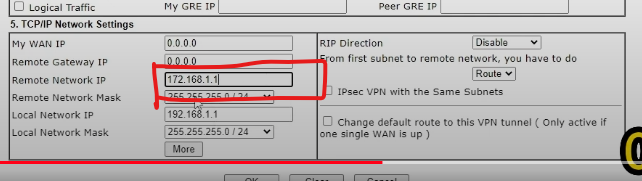 Logical Traffic
My GRE IP
Peer GRE IP
5. TCP/IP Network Settings
My WAN IP
0.0.0.0
Remote Gateway IP
0.0.0.0
Remote Network IP
172.168.1.1
Remote Network Mask
255.255.255.0 / 24
Local Network IP
192.168.1.1
Local Network Mask
255.255.255.0 / 24
More
RIP Direction
Disable
From first subnet to remote network, you have to do
Route
IPsec VPN with the Same Subnets
Change default route to this VPN tunnel ( Only active if
one single WAN is up )
OK
Clear
Cancel